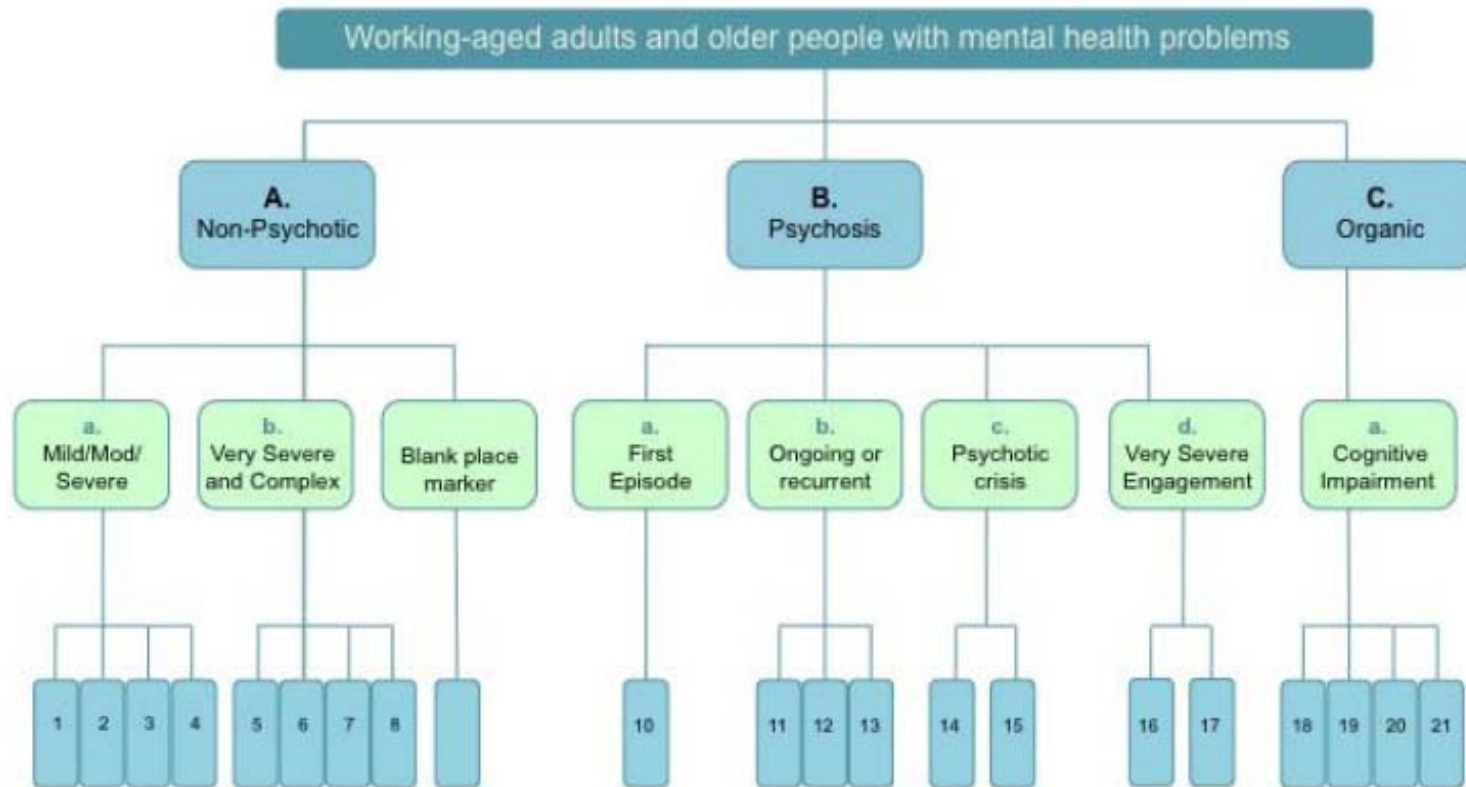 Working-aged adults and older people with mental health problems
A.
Non-Psychotic
B.
Psychosis
C.
Organic
a.
Mild/Mod/
Severe
b.
Very Severe
and Complex
Blank place
marker
a.
First
Episode
b.
Ongoing or
recurrent
c.
Psychotic
crisis
d.
Very Severe
Engagement
a.
Cognitive
Impairment
1 2 3 4 5 6 7 8 10 11 12 13 14 15 16 17 18 19 20 21